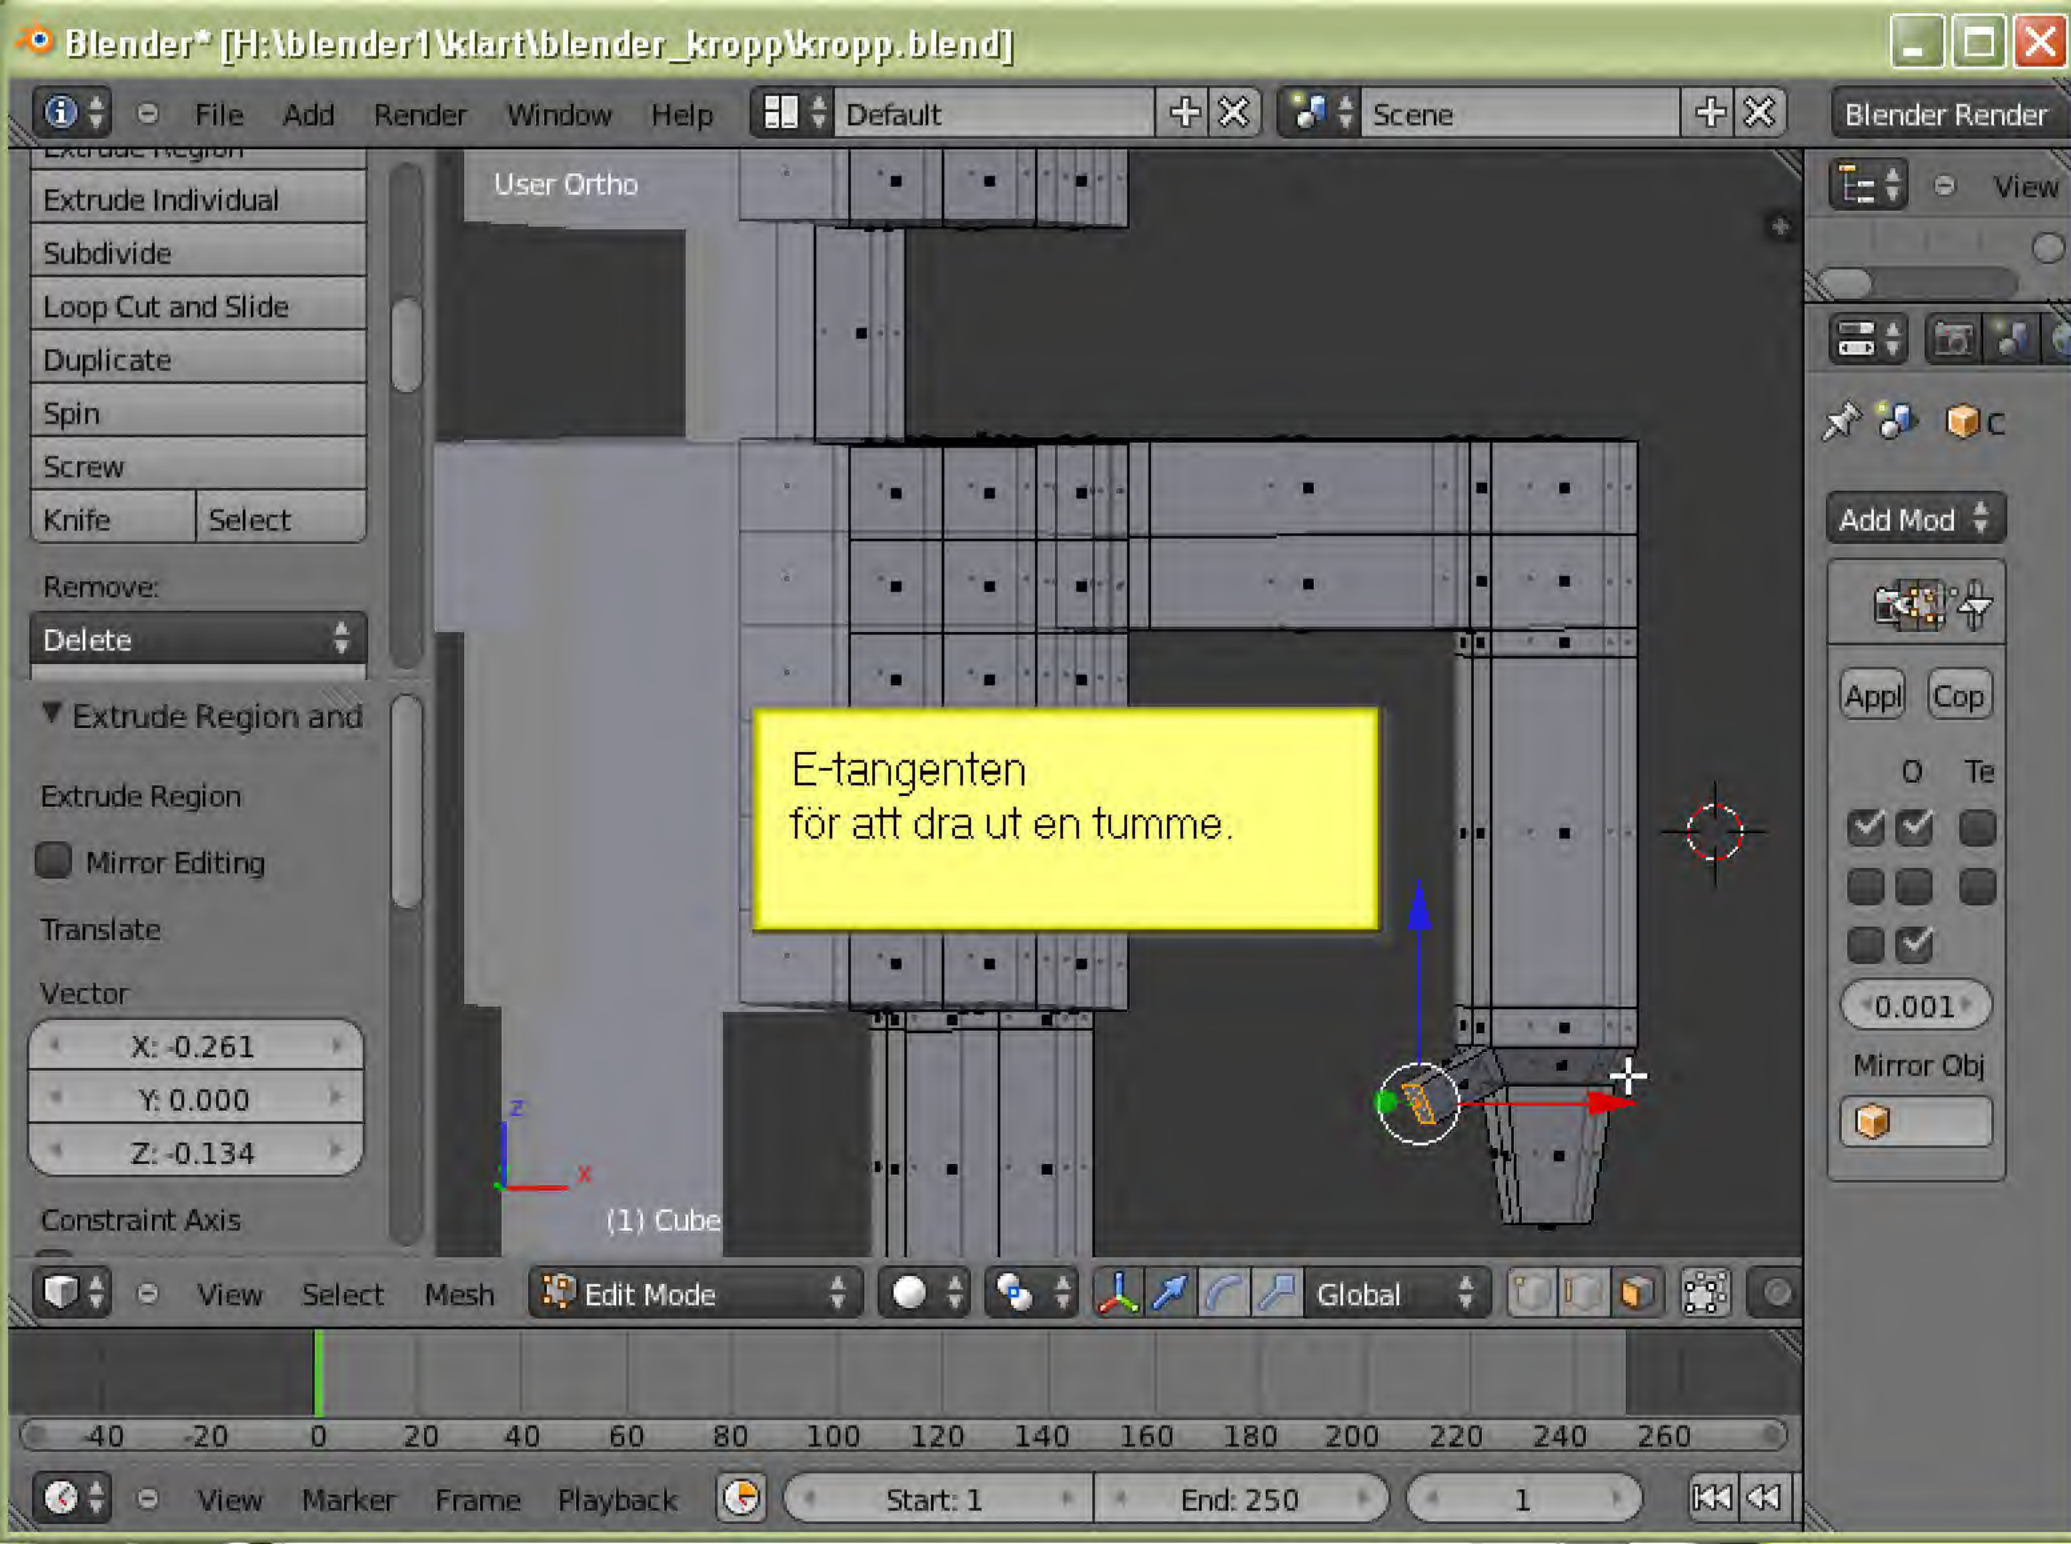 Blender* [H:\blender1\klart\blender_kropp\kropp.blend]
File Add Render Window Help Default Scene Blender Render
Extrude Region
User Ortho
View
Extrude Individual
Subdivide
Loop Cut and Slide
Duplicate
Spin
C
Screw
Knife Select
Add Mod
Remove:
Delete
Appl Cop
Extrude Region and
O Te
E-tangenten
för att dra ut en tumme.
Extrude Region
Mirror Editing
Translate
Vector
0.001
X: -0.261
Mirror Obj
Y: 0.000
Z: -0.134
z
x
Constraint Axis
(1) Cube
View Select Mesh Edit Mode Global
-40 -20 0 20 40 60 80 100 120 140 160 180 200 220 240 260
View Marker Frame Playback Start: 1 End: 250 1